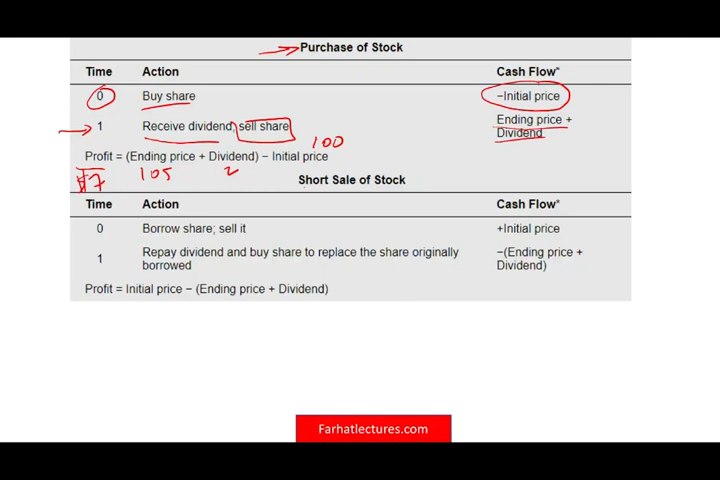 Purchase of Stock
Time Action Cash Flow*
0 Buy share −Initial price
1 Receive dividend, sell share Ending price +
Dividend
100
Profit = (Ending price + Dividend) − Initial price
$7 105 2
Short Sale of Stock
Time Action Cash Flow*
0 Borrow share; sell it +Initial price
1 Repay dividend and buy share to replace the share originally
borrowed −(Ending price +
Dividend)
Profit = Initial price − (Ending price + Dividend)
Farhatlectures.com